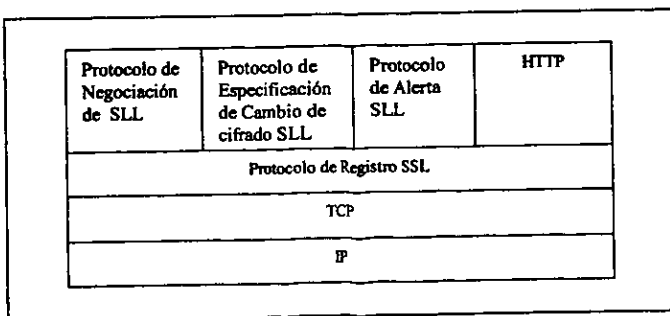 Protocolo de
Negociación
de SLL
Protocolo de
Especificación
de Cambio de
cifrado SLL
Protocolo
de Alerta
SLL
HTTP
Protocolo de Registro SSL
TCP
IP